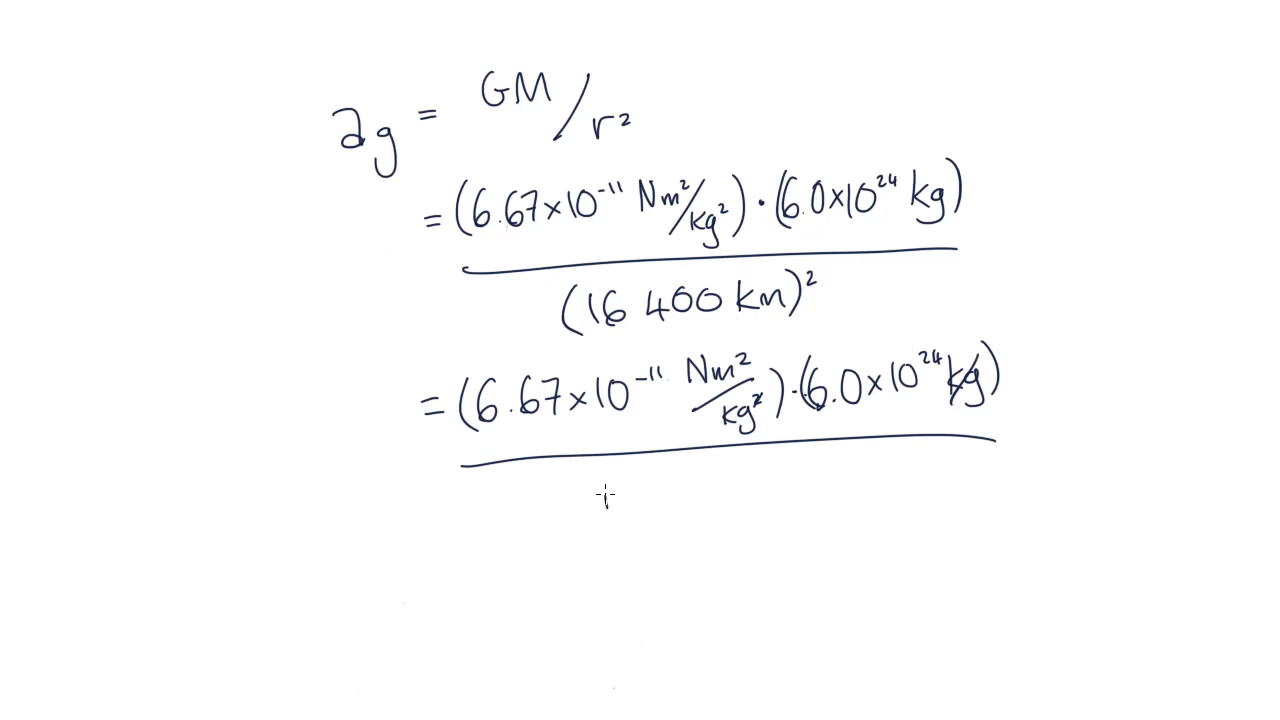 ag = GM/r²
= (6.67×10⁻¹¹ Nm²/kg²) · (6.0×10²⁴ kg)
(16 400 km)²
= (6.67×10⁻¹¹ Nm²/kg²) · (6.0×10²⁴ kg)